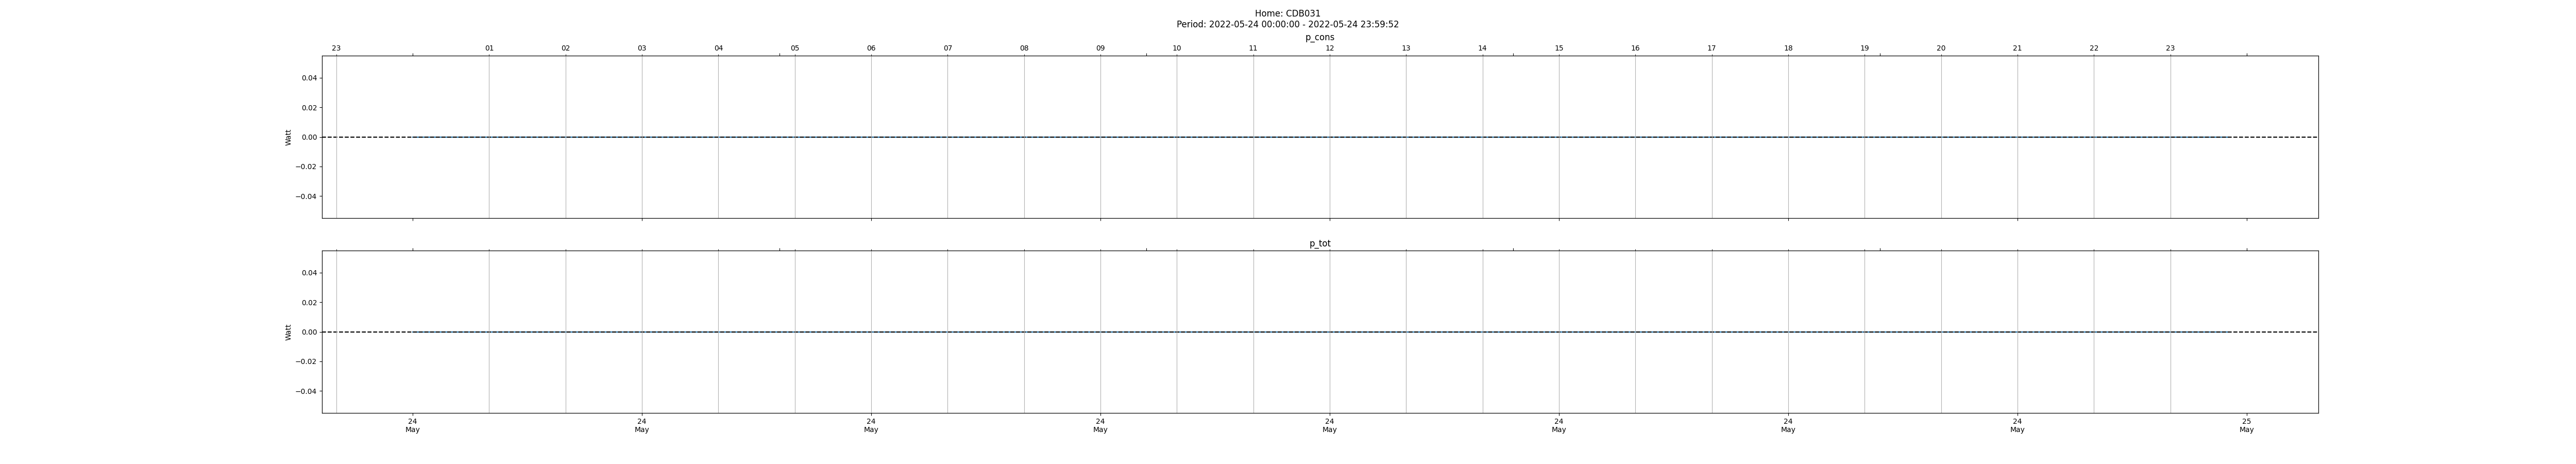 Home: CDB031
Period: 2022-05-24 00:00:00 - 2022-05-24 23:59:52
p_cons
23 01 02 03 04 05 06 07 08 09 10 11 12 13 14 15 16 17 18 19 20 21 22 23
0.04
0.02
0.00
−0.02
−0.04
Watt
p_tot
0.04
0.02
0.00
−0.02
−0.04
Watt
24 24 24 24 24 24 24 24 25
May May May May May May May May May